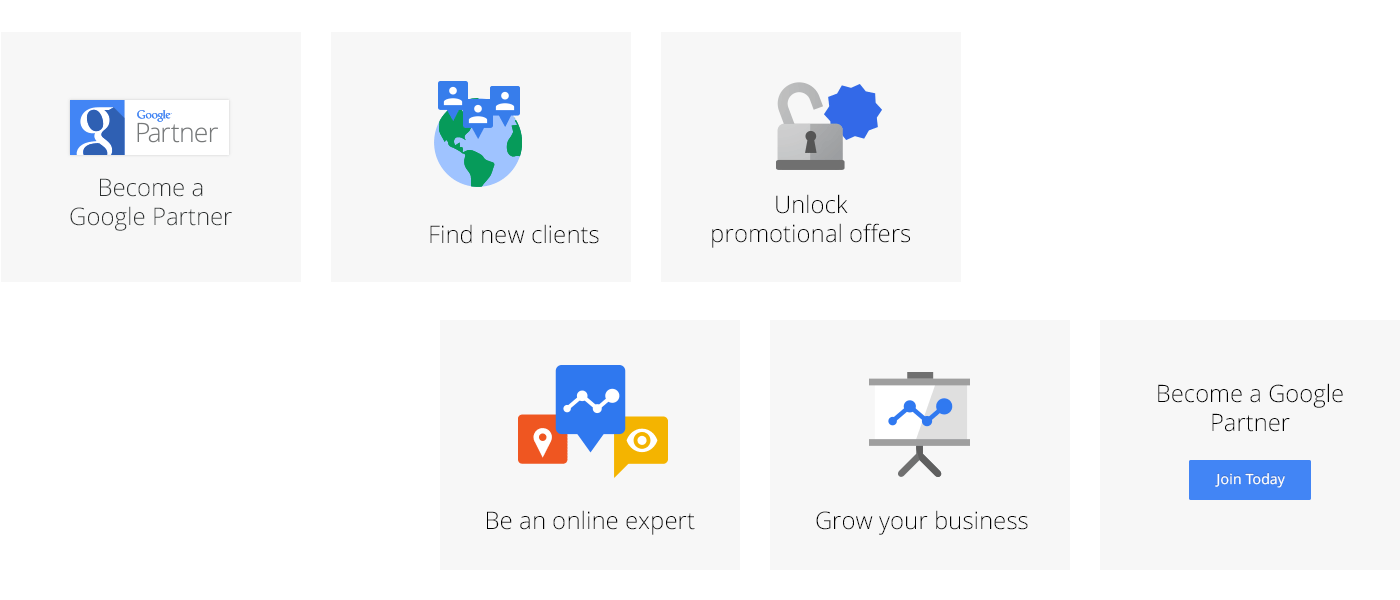 Google
Partner
Become a
Google Partner
Find new clients
Unlock
promotional offers
Be an online expert
Grow your business
Become a Google
Partner
Join Today